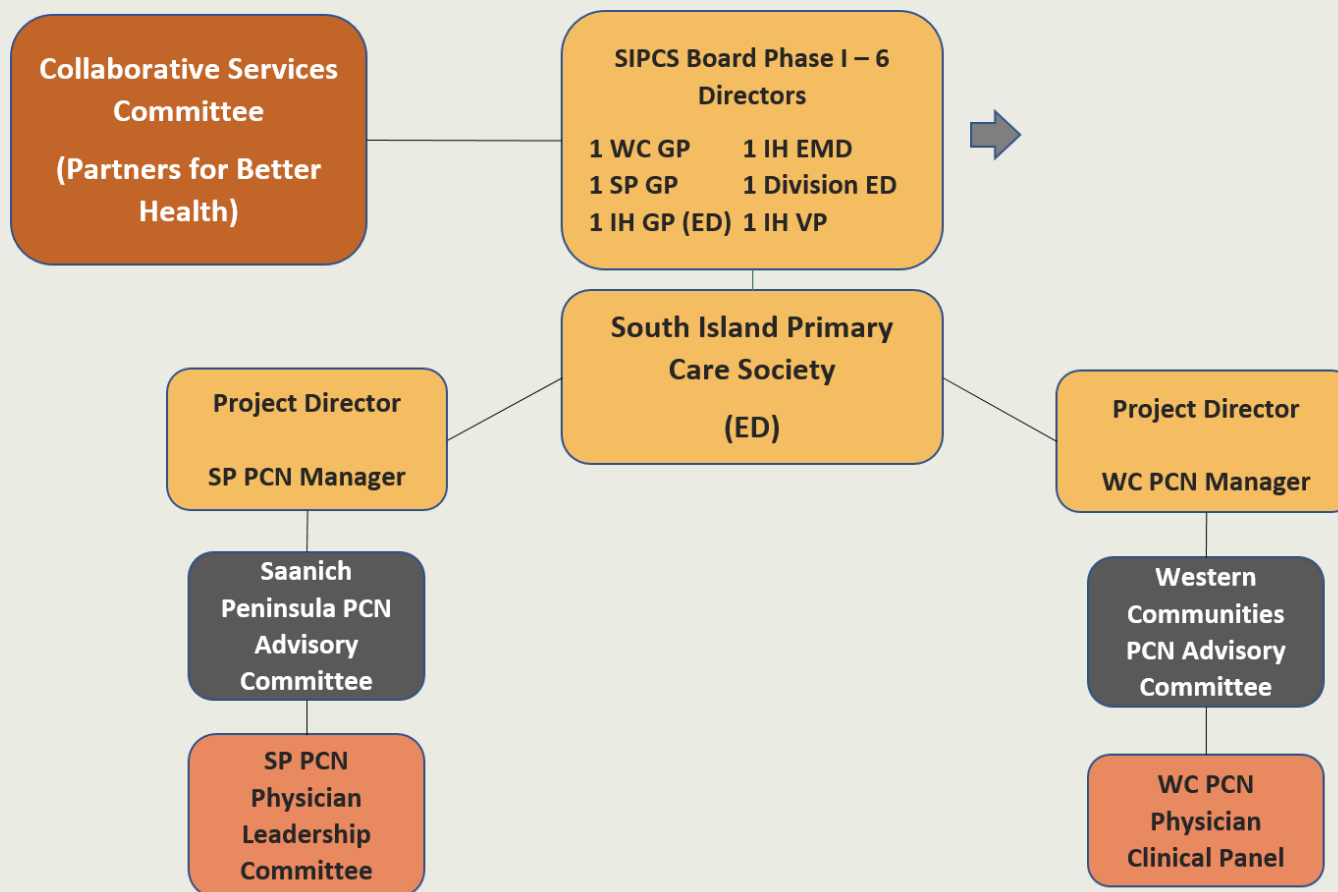 Collaborative Services
Committee
(Partners for Better
Health)
SIPCS Board Phase I – 6
Directors
1 WC GP 1 IH EMD
1 SP GP 1 Division ED
1 IH GP (ED) 1 IH VP
South Island Primary
Care Society
(ED)
Project Director
SP PCN Manager
Project Director
WC PCN Manager
Saanich
Peninsula PCN
Advisory
Committee
Western
Communities
PCN Advisory
Committee
SP PCN
Physician
Leadership
Committee
WC PCN
Physician
Clinical Panel